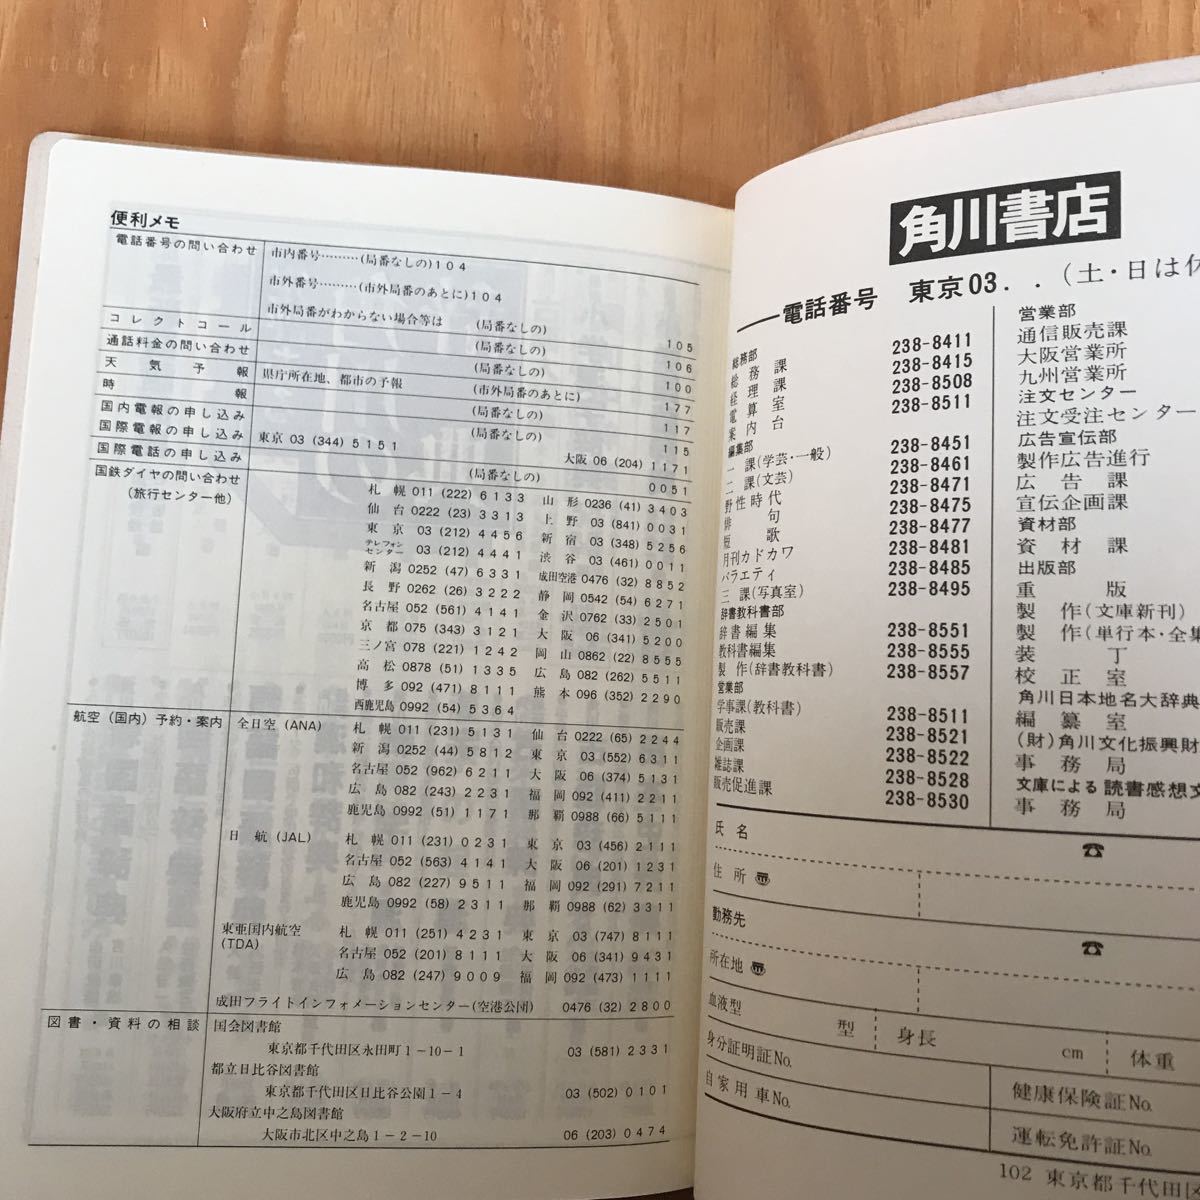 便利メモ
電話番号の問い合わせ 市内番号………(局番なしの)104
市外番号………(市外局番のあとに)104
市外局番がわからない場合等は (局番なしの) 105
コレクトコール (局番なしの) 106
通話料金の問い合わせ (局番なしの) 100
天気予報 県庁所在地、都市の予報 (市外局番のあとに) 177
時報 (局番なしの) 117
国内電報の申し込み (局番なしの) 115
国際電報の申し込み 東京 03 (344) 5151 大阪 06 (204) 1171
国際電話の申し込み (局番なしの) 0051
国鉄ダイヤの問い合わせ 札幌 011 (222) 6133 山形 0236 (41) 3403
(旅行センター他) 仙台 0222 (23) 3313 上野 03 (841) 0031
東京 03 (212) 4456 新宿 03 (348) 5256
テレフォンセンター 03 (212) 4441 渋谷 03 (461) 0011
新潟 0252 (47) 6331 成田空港 0476 (32) 8852
長野 0262 (26) 3222 静岡 0542 (54) 6271
名古屋 052 (561) 4141 金沢 0762 (33) 2501
京都 075 (343) 3121 大阪 06 (341) 5200
三ノ宮 078 (221) 1242 岡山 0862 (22) 8555
高松 0878 (51) 1335 広島 082 (262) 5511
博多 092 (471) 8111 熊本 096 (352) 2290
西鹿児島 0992 (54) 5364
航空(国内)予約・案内 全日空(ANA) 札幌 011 (231) 5131 仙台 0222 (65) 2244
新潟 0252 (44) 5812 東京 03 (552) 6311
名古屋 052 (962) 6211 大阪 06 (374) 5131
広島 082 (243) 2231 福岡 092 (411) 2211
鹿児島 0992 (51) 1171 那覇 0988 (66) 5111
日航(JAL) 札幌 011 (231) 0231 東京 03 (456) 2111
名古屋 052 (563) 4141 大阪 06 (201) 1231
広島 082 (227) 9511 福岡 092 (291) 7211
鹿児島 0992 (58) 2311 那覇 0988 (62) 3311
東亜国内航空 札幌 011 (251) 4231 東京 03 (747) 8111
(TDA) 名古屋 052 (201) 8111 大阪 06 (341) 9431
広島 082 (247) 9009 福岡 092 (473) 1111
成田フライトインフォメーションセンター(空港公団) 0476 (32) 2800
図書・資料の相談 国会図書館
東京都千代田区永田町1-10-1 03 (581) 2331
都立日比谷図書館
東京都千代田区日比谷公園1-4 03 (502) 0101
大阪府立中之島図書館
大阪市北区中之島1-2-10 06 (203) 0474
角川書店
電話番号 東京03．．(土・日は休
総務部
総務課 238-8411
経理課 238-8415
電算室 238-8508
案内台 238-8511
編集部
一課(学芸・一般) 238-8451
二課(文芸) 238-8461
野性時代 238-8471
俳句 238-8475
短歌 238-8477
月刊カドカワ 238-8481
バラエティ 238-8485
三課(写真室) 238-8495
辞書教科書部
辞書編集 238-8551
教科書編集 238-8555
製作(辞書教科書) 238-8557
営業部
学事課(教科書) 238-8511
販売課 238-8521
企画課 238-8522
雑誌課 238-8528
販売促進課 238-8530
営業部
通信販売課
大阪営業所
九州営業所
注文センター
注文受注センター
広告宣伝部
製作広告進行
広告課
宣伝企画課
資材部
資材課
出版部
重版
製作(文庫新刊)
製作(単行本・全集
装丁
校正室
角川日本地名大辞典
編纂室
(財)角川文化振興財
事務局
文庫による読書感想文
事務局
氏名 ☎
住所 〠
勤務先 ☎
所在地 〠
血液型 型 身長 cm 体重
身分証明証No. 健康保険証No.
自家用車No. 運転免許証No.
102 東京都千代田区